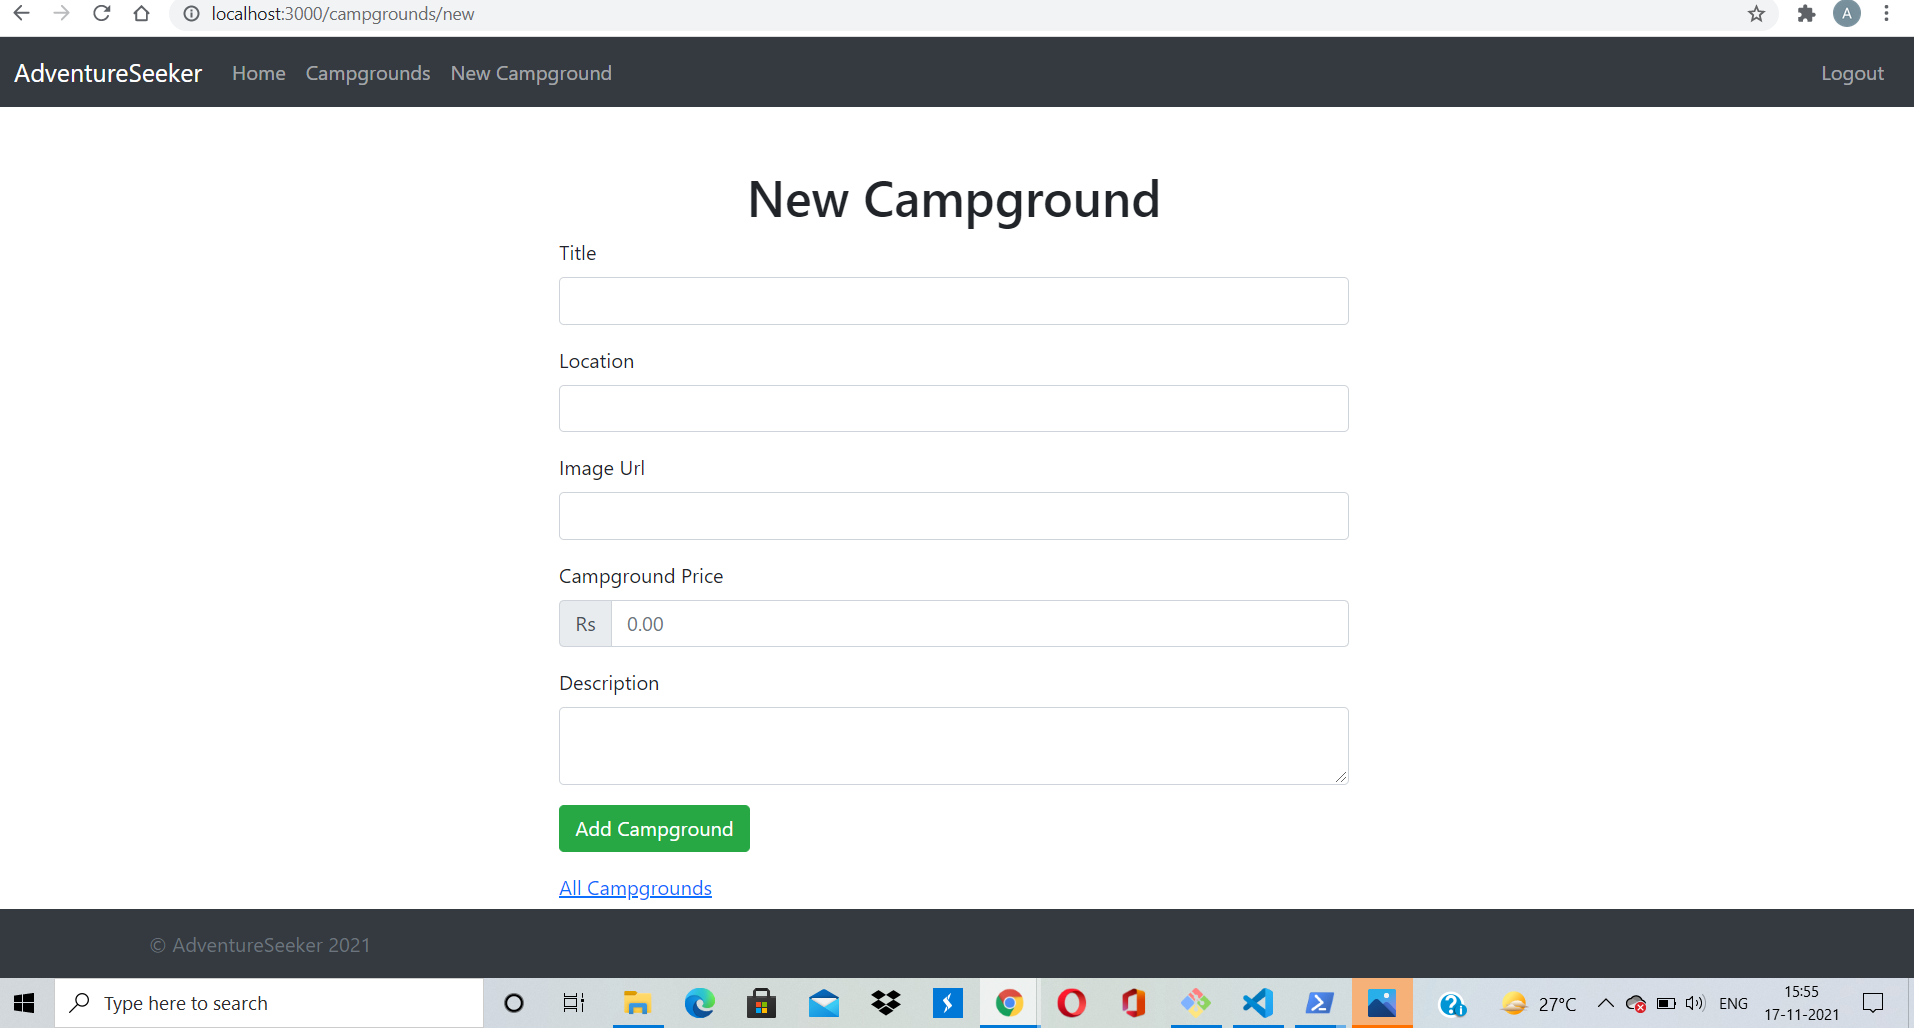 localhost:3000/campgrounds/new
A
AdventureSeeker Home Campgrounds New Campground Logout
New Campground
Title
Location
Image Url
Campground Price
Rs 0.00
Description
Add Campground
All Campgrounds
© AdventureSeeker 2021
Type here to search
27°C ENG 15:55
17-11-2021